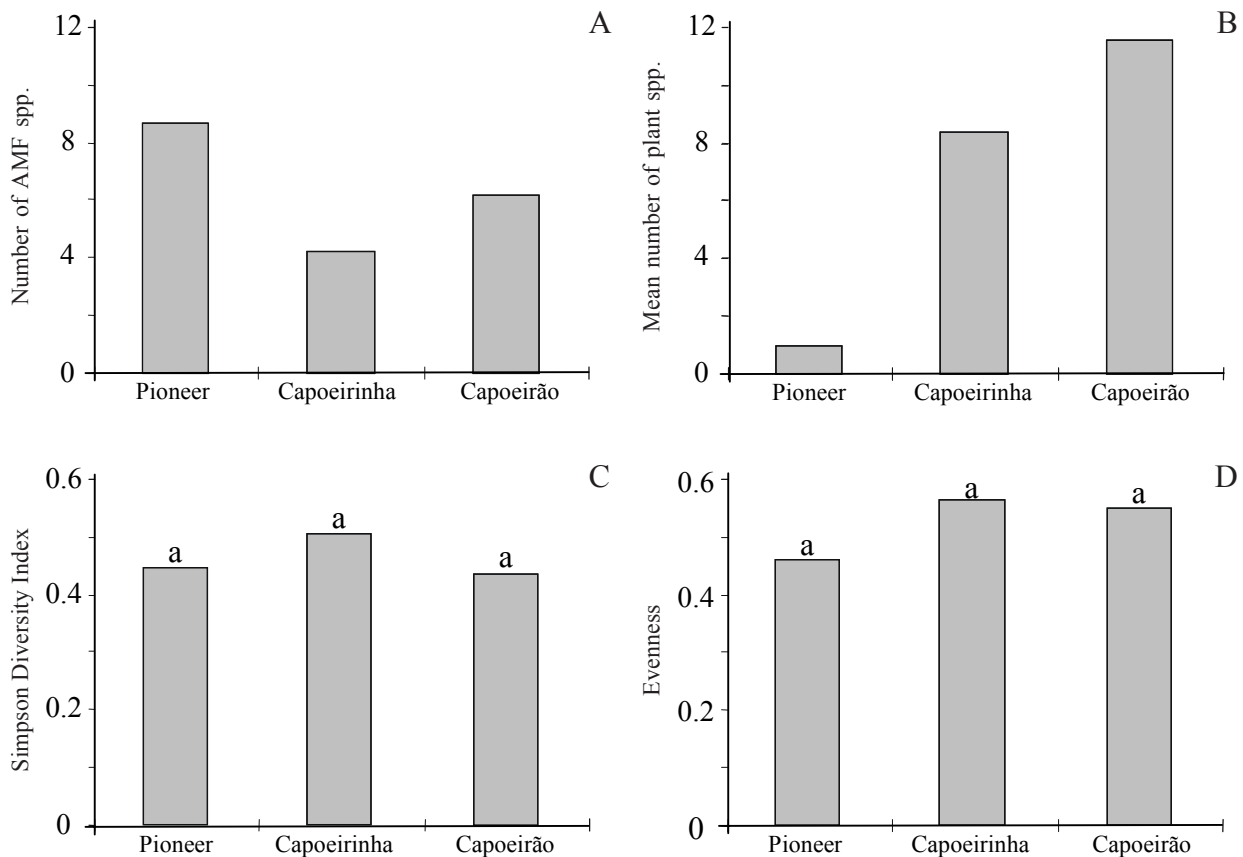 A
Number of AMF spp.
12
8
4
0
Pioneer Capoeirinha Capoeirão
B
Mean number of plant spp.
12
8
4
0
Pioneer Capoeirinha Capoeirão
C
Simpson Diversity Index
0.6
0.4
0.2
0
a a a
Pioneer Capoeirinha Capoeirão
D
Evenness
0.6
0.4
0.2
0
a a a
Pioneer Capoeirinha Capoeirão